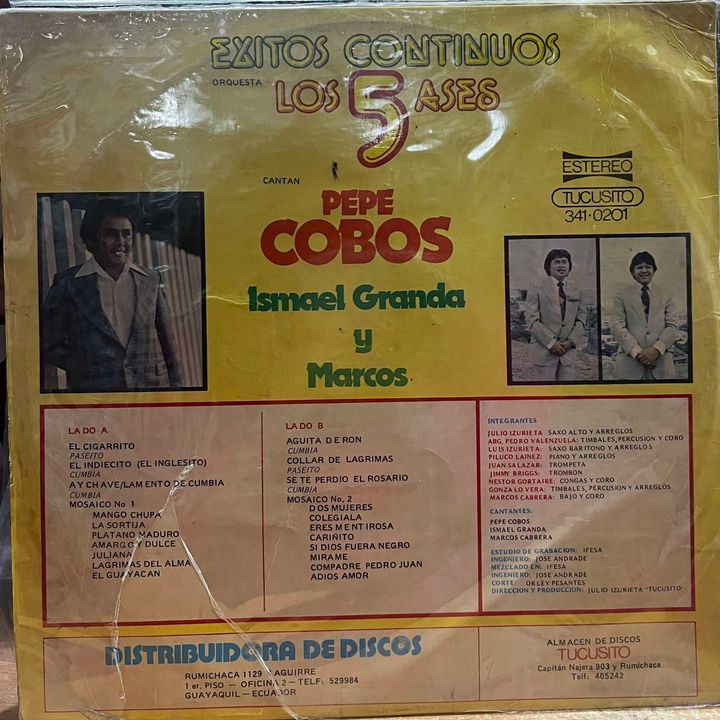 EXITOS CONTINUOS
ORQUESTA
LOS 5 ASES
CANTAN
PEPE
COBOS
Ismael Granda
y
Marcos
ESTEREO
TUCUSITO
341-0201
LADO A
EL CIGARRITO
PASEITO
EL INDIECITO (EL INGLESITO)
CUMBIA
AY CHAVE/LAMENTO DE CUMBIA
CUMBIA
MOSAICO No 1
MANGO CHUPA
LA SORTIJA
PLATANO MADURO
AMARGO Y DULCE
JULIANA
LAGRIMAS DEL ALMA
EL GUAYACAN
LADO B
AGUITA DE RON
CUMBIA
COLLAR DE LAGRIMAS
PASEITO
SE TE PERDIO EL ROSARIO
CUMBIA
MOSAICO No. 2
DOS MUJERES
COLEGIALA
ERES MENTIROSA
CARINITO
SI DIOS FUERA NEGRO
MIRAME
COMPADRE PEDRO JUAN
ADIOS AMOR
INTEGRANTES
JULIO IZURIETA SAXO ALTO Y ARREGLOS
ABG. PEDRO VALENZUELA: TIMBALES, PERCUSION Y CORO
LUIS IZURIETA: SAXO BARITONO Y ARREGLOS
PILUCO LAINEZ: PIANO Y ARREGLOS
JUAN SALAZAR: TROMPETA
JIMMY BRIGGS: TROMBON
NESTOR GORTAIRE: CONGAS Y CORO
GONZALO VERA: TIMBALES, PERCUSION Y ARREGLOS
MARCOS CABRERA: BAJO Y CORO
CANTANTES:
PEPE COBOS
ISMAEL GRANDA
MARCOS CABRERA
ESTUDIO DE GRABACION: IFESA
INGENIERO: JOSE ANDRADE
MEZCLADO EN: IFESA
INGENIERO: JOSE ANDRADE
CORTE: ORLEY PESANTES
DIRECCION Y PRODUCCION: JULIO IZURIETA "TUCUSITO"
DISTRIBUIDORA DE DISCOS
RUMICHACA 1129 Y AGUIRRE
1 er. PISO – OFICINA 2 – TELF: 529984
GUAYAQUIL – ECUADOR
ALMACEN DE DISCOS
TUCUSITO
Capitán Najera 903 y Rumichaca
Telf: 405242